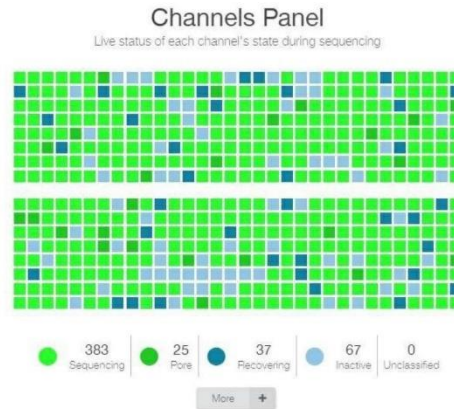 Channels Panel
Live status of each channel's state during sequencing
383 25 37 67 0
Sequencing Pore Recovering Inactive Unclassified
More +